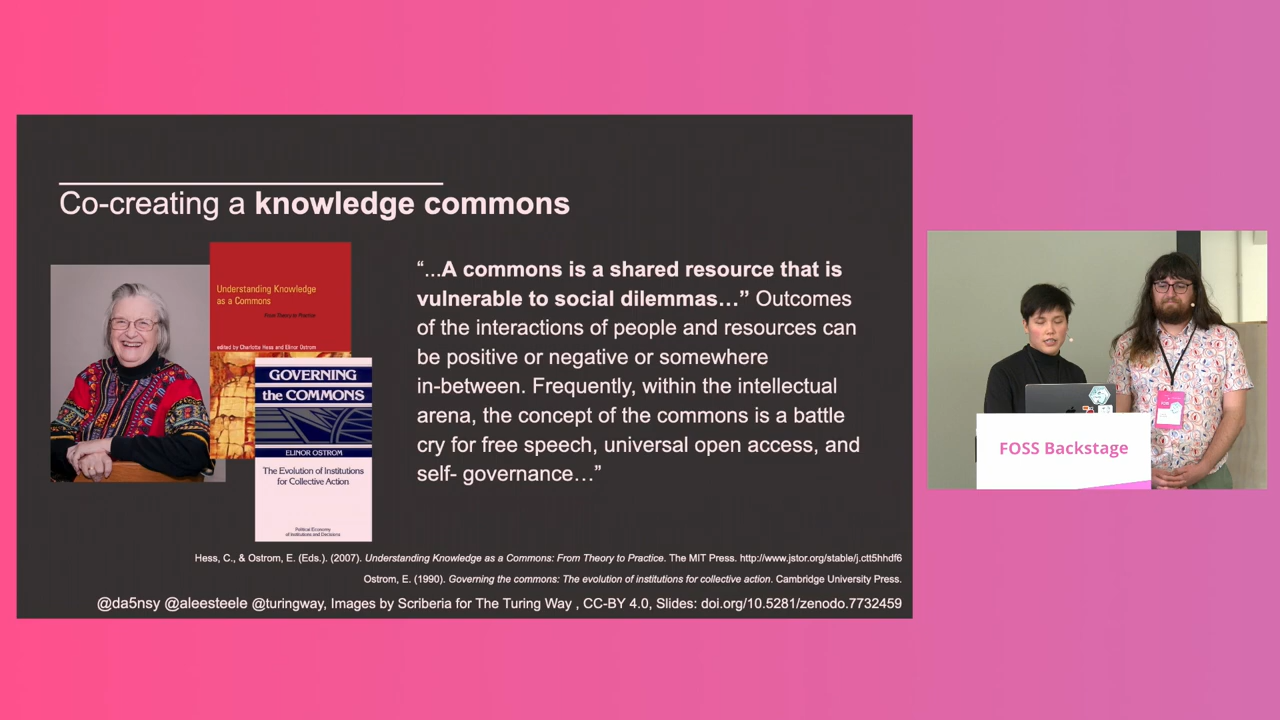 Co-creating a knowledge commons
Understanding Knowledge
as a Commons
From Theory to Practice
edited by Charlotte Hess and Elinor Ostrom
GOVERNING
the COMMONS
ELINOR OSTROM
The Evolution of Institutions
for Collective Action
Political Economy
of Institutions and Decisions
“...A commons is a shared resource that is
vulnerable to social dilemmas…” Outcomes
of the interactions of people and resources can
be positive or negative or somewhere
in-between. Frequently, within the intellectual
arena, the concept of the commons is a battle
cry for free speech, universal open access, and
self- governance…”
Hess, C., & Ostrom, E. (Eds.). (2007). Understanding Knowledge as a Commons: From Theory to Practice. The MIT Press. http://www.jstor.org/stable/j.ctt5hhdf6
Ostrom, E. (1990). Governing the commons: The evolution of institutions for collective action. Cambridge University Press.
@da5nsy @aleesteele @turingway, Images by Scriberia for The Turing Way , CC-BY 4.0, Slides: doi.org/10.5281/zenodo.7732459
FOSS Backstage